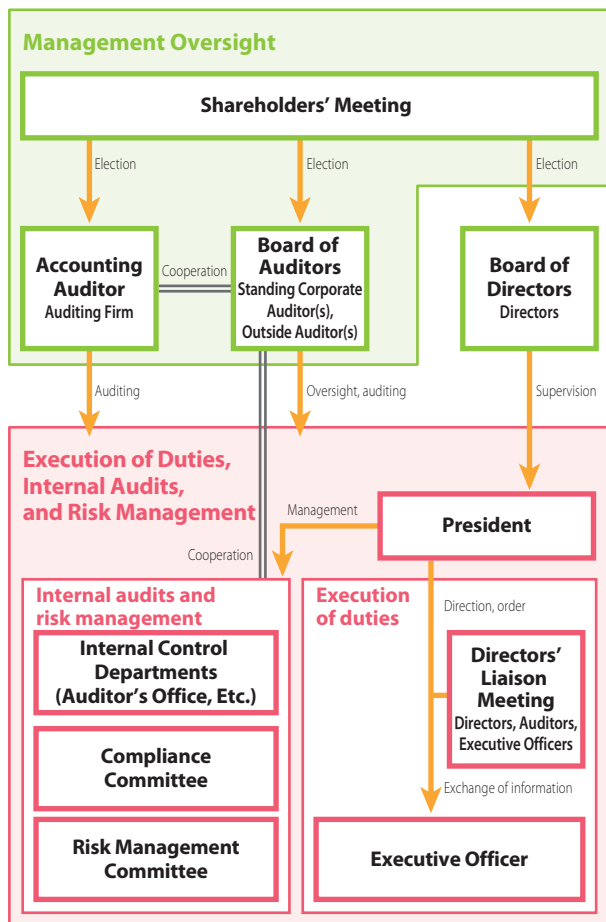 Management Oversight
Shareholders’ Meeting
Election
Election
Election
Accounting
Auditor
Auditing Firm
Cooperation
Board of
Auditors
Standing Corporate
Auditor(s),
Outside Auditor(s)
Board of
Directors
Directors
Auditing
Oversight, auditing
Supervision
Execution of Duties,
Internal Audits,
and Risk Management
Management
President
Cooperation
Internal audits and
risk management
Internal Control
Departments
(Auditor’s Office, Etc.)
Compliance
Committee
Risk Management
Committee
Execution
of duties
Direction, order
Directors’
Liaison
Meeting
Directors, Auditors,
Executive Officers
Exchange of information
Executive Officer